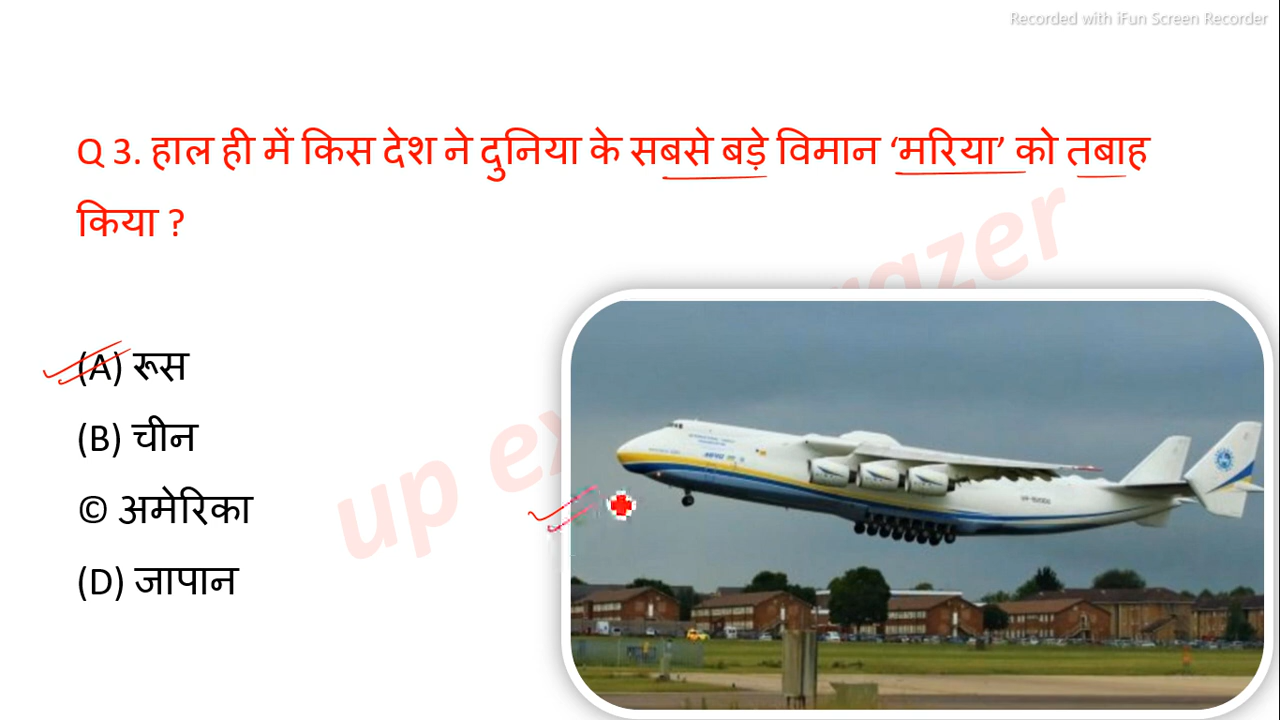 Recorded with iFun Screen Recorder
Q 3. हाल ही में किस देश ने दुनिया के सबसे बड़े विमान ‘मरिया’ को तबाह
किया ?
(A) रूस
(B) चीन
© अमेरिका
(D) जापान